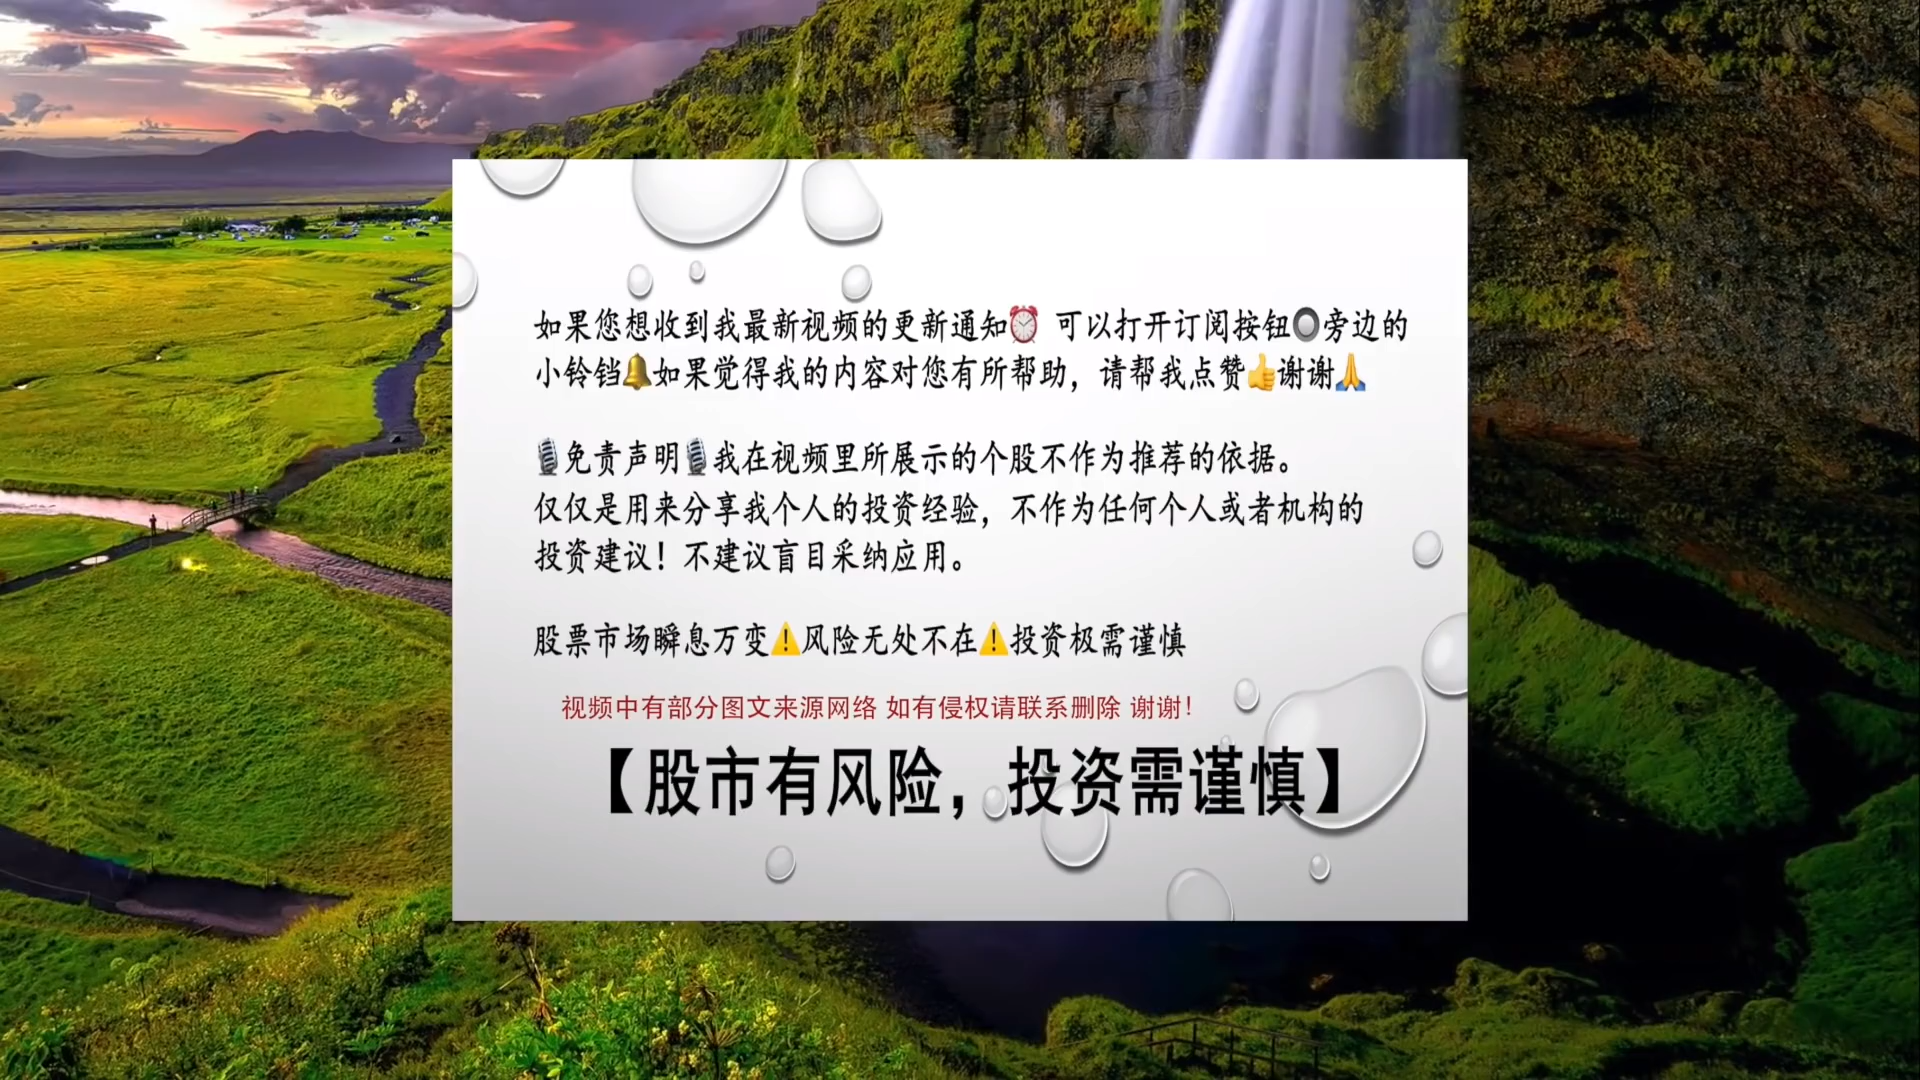 如果您想收到我最新视频的更新通知⏰ 可以打开订阅按钮🔘旁边的
小铃铛🔔如果觉得我的内容对您有所帮助，请帮我点赞👍谢谢🙏
🎙️免责声明🎙️我在视频里所展示的个股不作为推荐的依据。
仅仅是用来分享我个人的投资经验，不作为任何个人或者机构的
投资建议！不建议盲目采纳应用。
股票市场瞬息万变⚠️风险无处不在⚠️投资极需谨慎
视频中有部分图文来源网络 如有侵权请联系删除 谢谢！
【股市有风险，投资需谨慎】